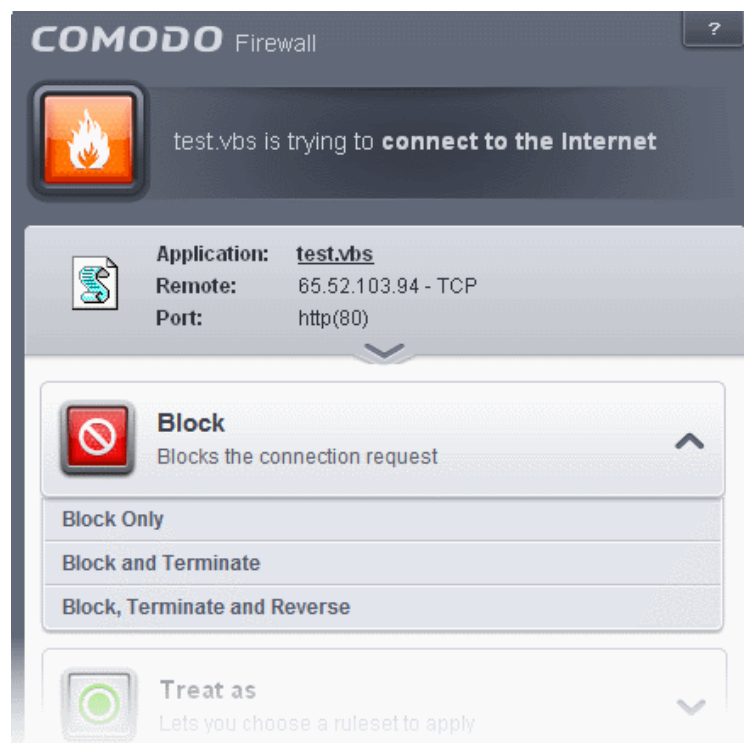 COMODO Firewall
?
test.vbs is trying to connect to the Internet
Application: test.vbs
Remote: 65.52.103.94 - TCP
Port: http(80)
Block
Blocks the connection request
Block Only
Block and Terminate
Block, Terminate and Reverse
Treat as
Lets you choose a ruleset to apply